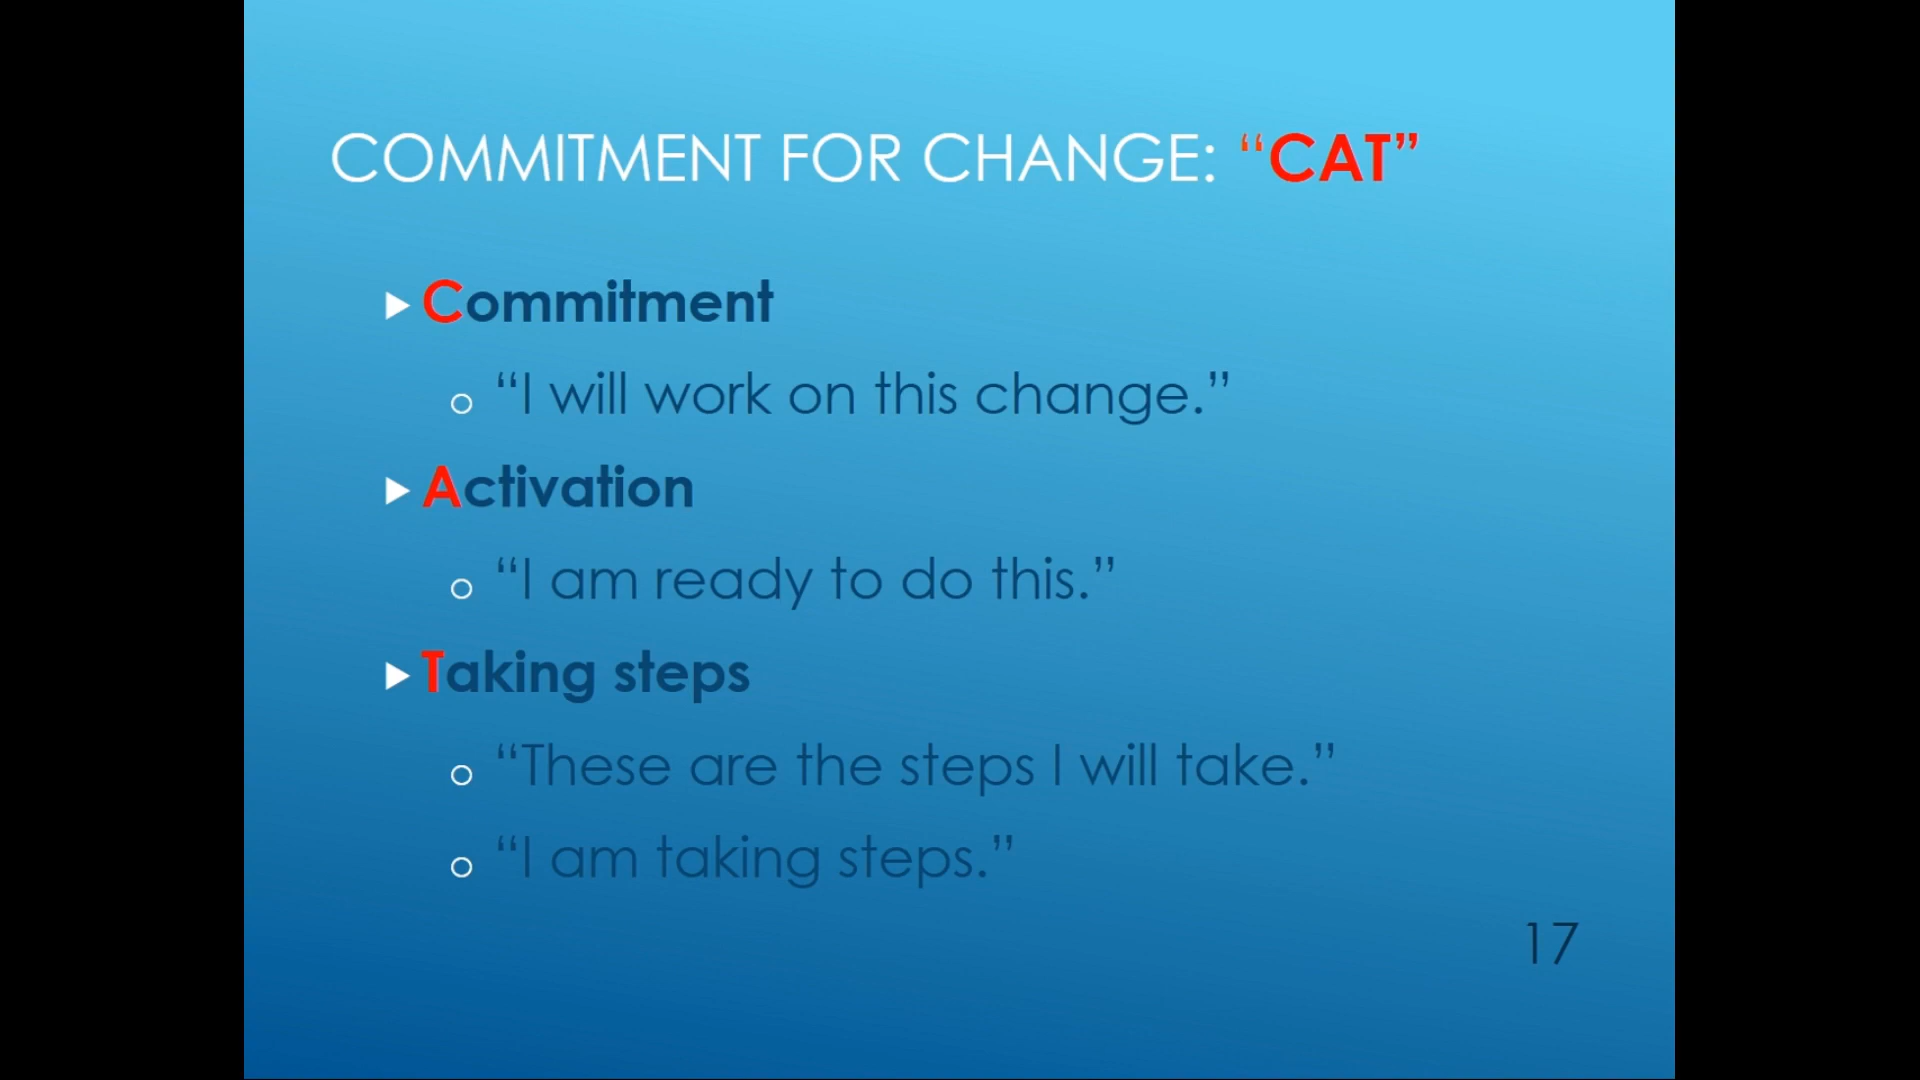 COMMITMENT FOR CHANGE: “CAT”
Commitment
“I will work on this change.”
Activation
“I am ready to do this.”
Taking steps
“These are the steps I will take.”
“I am taking steps.”
17